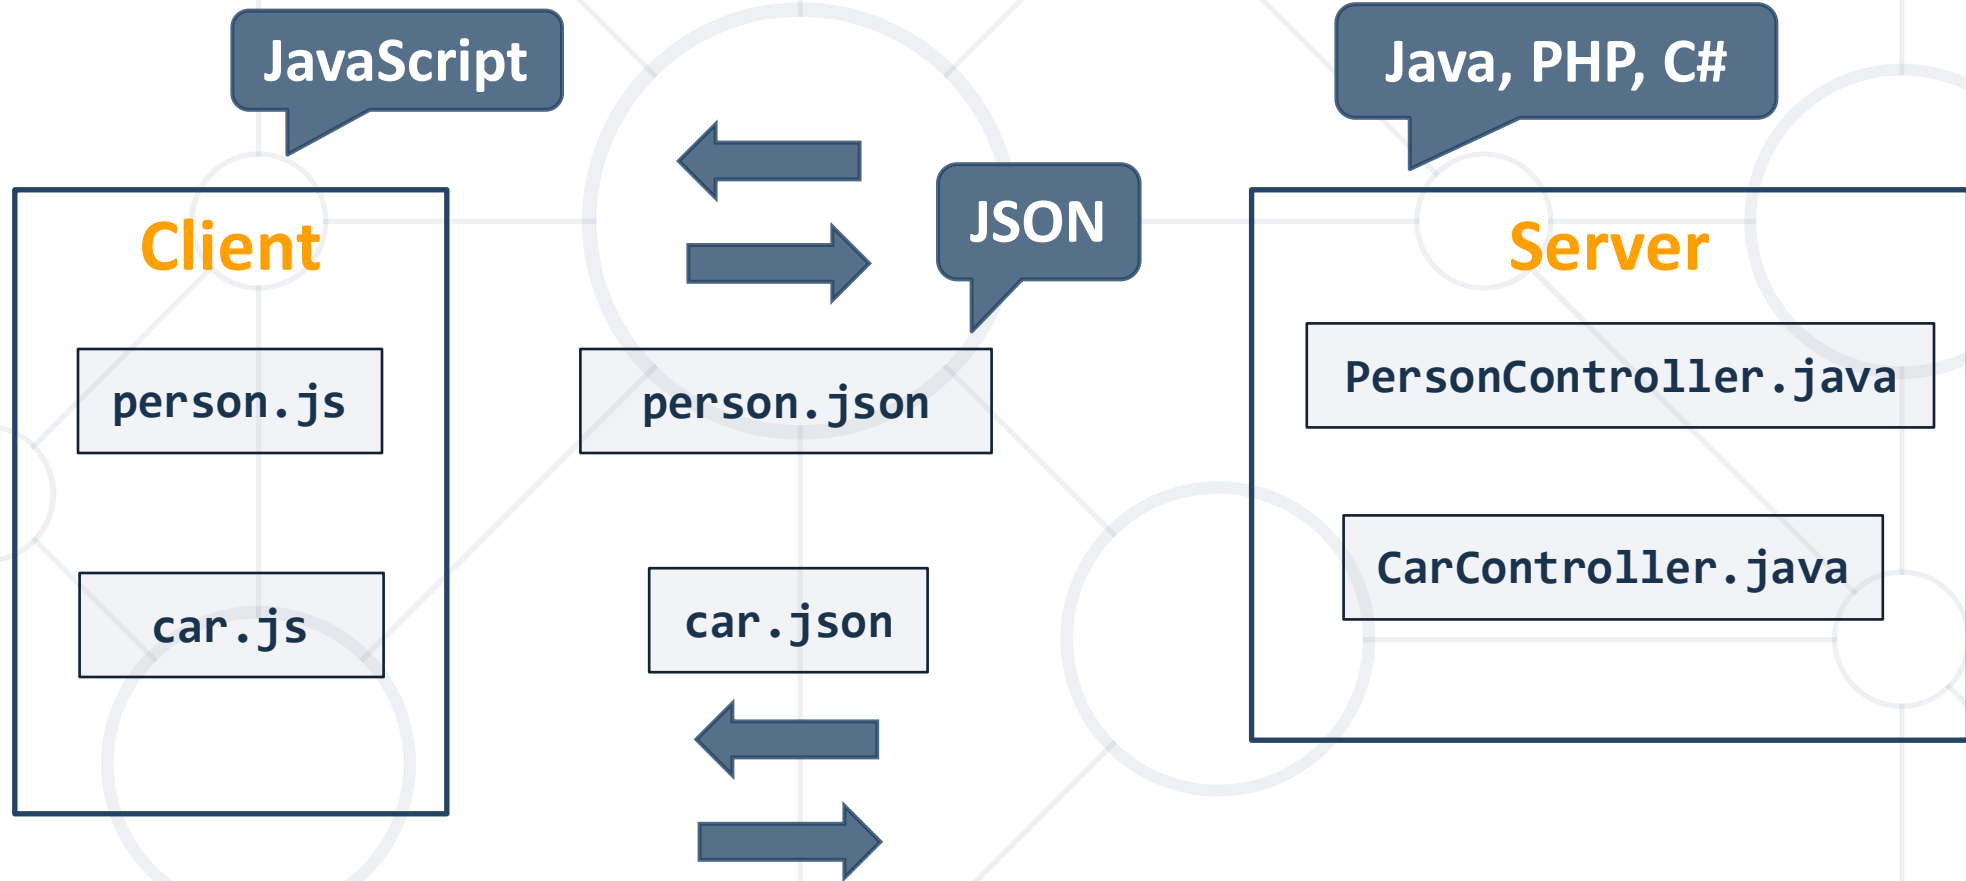 JavaScript
Java, PHP, C#
JSON
Client
Server
person.js
person.json
PersonController.java
car.js
car.json
CarController.java